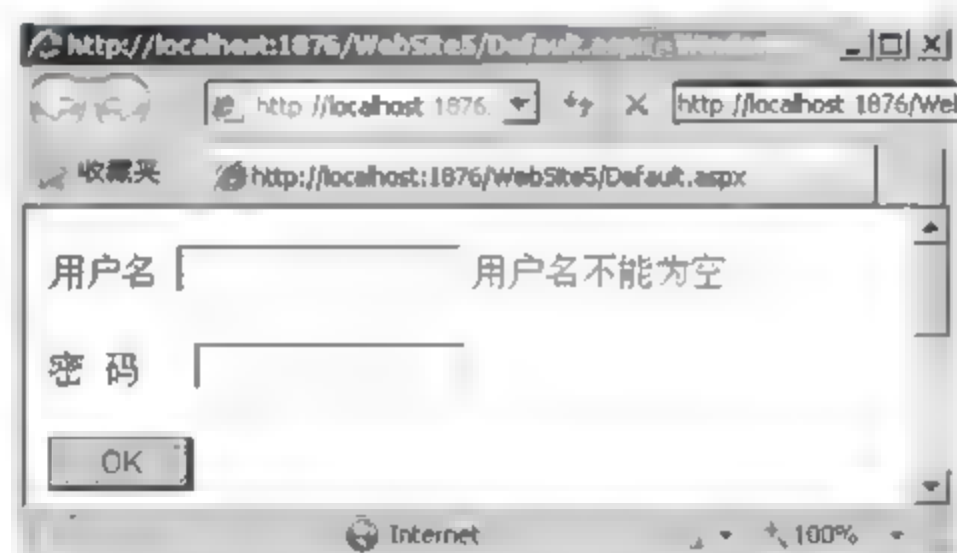 http://localhost:1876/WebSite5/Default.aspx - Windows
http://localhost:1876. http://localhost:1876/Wel
收藏夹 http://localhost:1876/WebSite5/Default.aspx
用户名 用户名不能为空
密 码
OK
Internet 100%